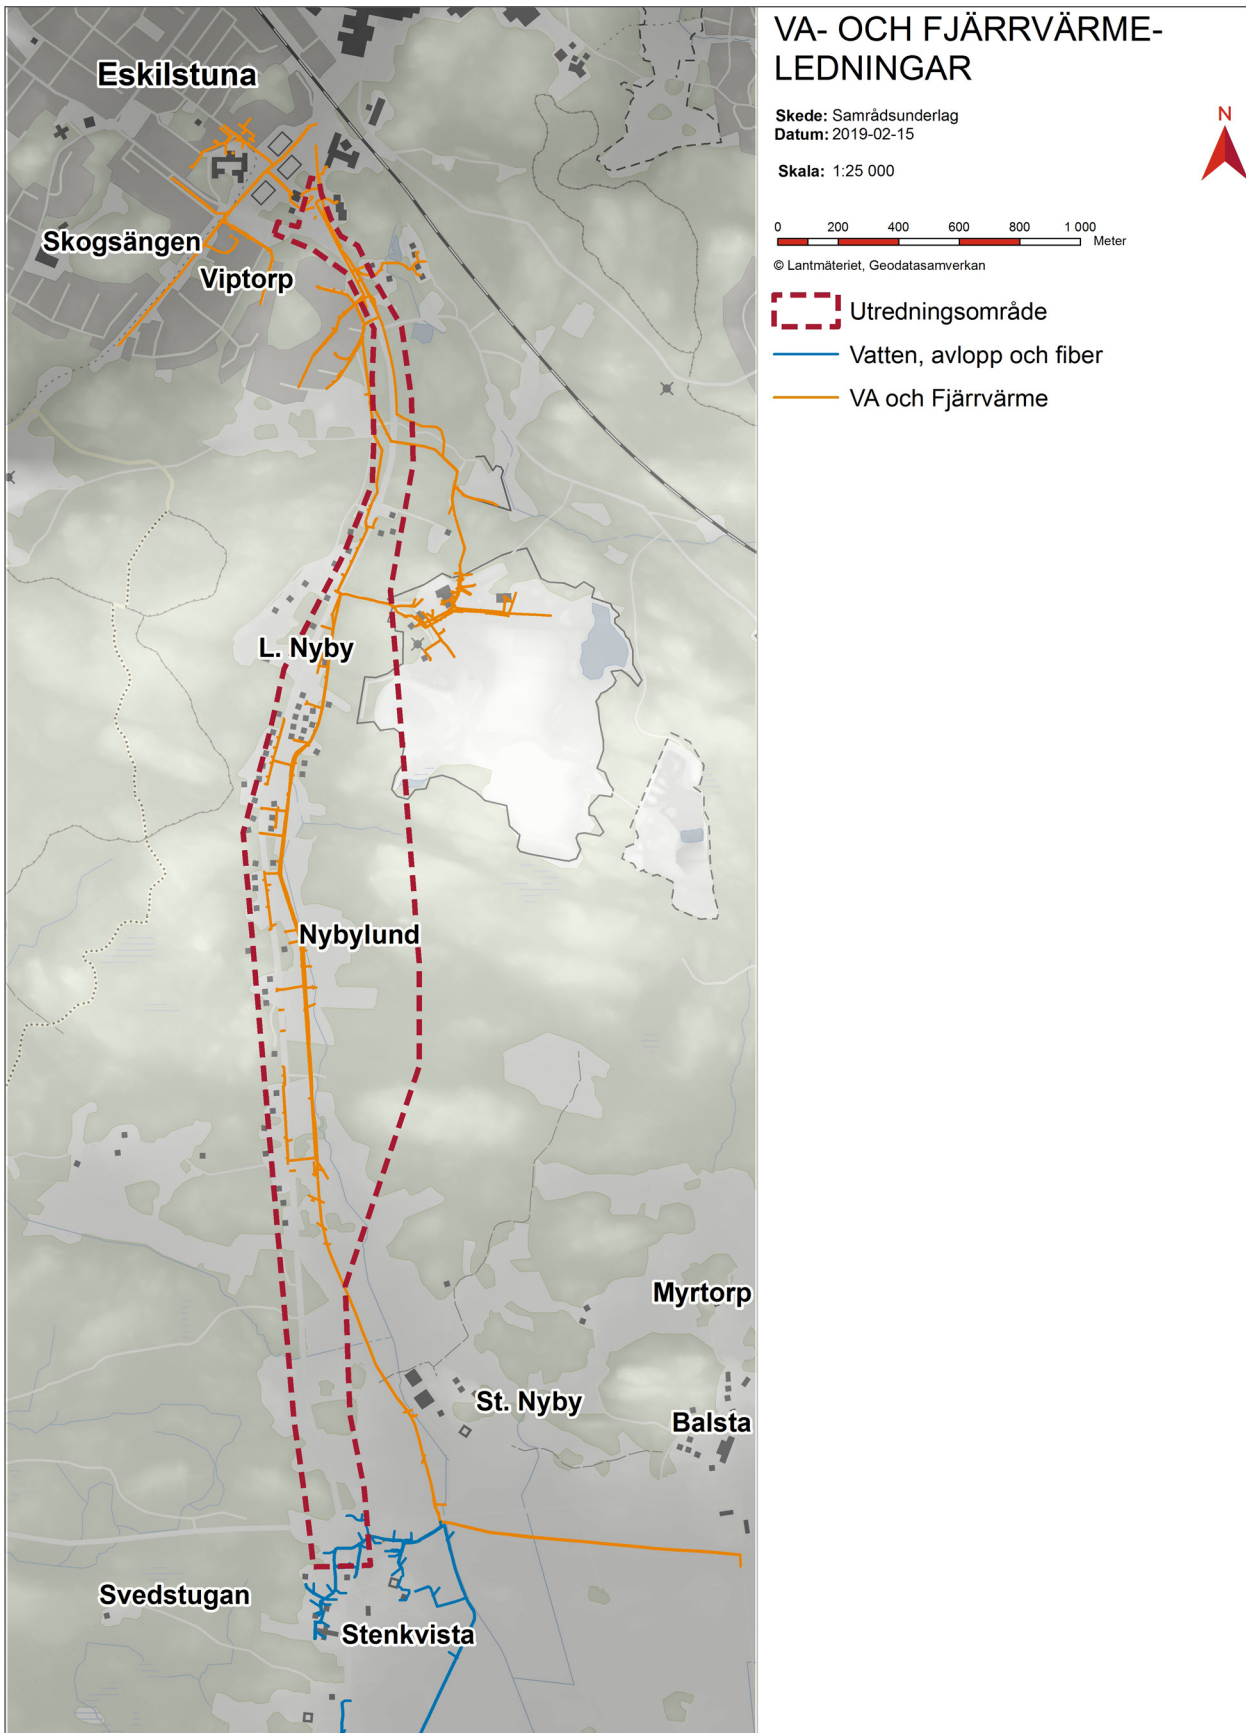 VA- OCH FJÄRRVÄRME-
LEDNINGAR
Skede: Samrådsunderlag
Datum: 2019-02-15
Skala: 1:25 000
N
0 200 400 600 800 1 000
Meter
© Lantmäteriet, Geodatasamverkan
Utredningsområde
Vatten, avlopp och fiber
VA och Fjärrvärme
Eskilstuna
Skogsängen
Viptorp
L. Nyby
Nybylund
Myrtorp
St. Nyby
Balsta
Svedstugan
Stenkvista